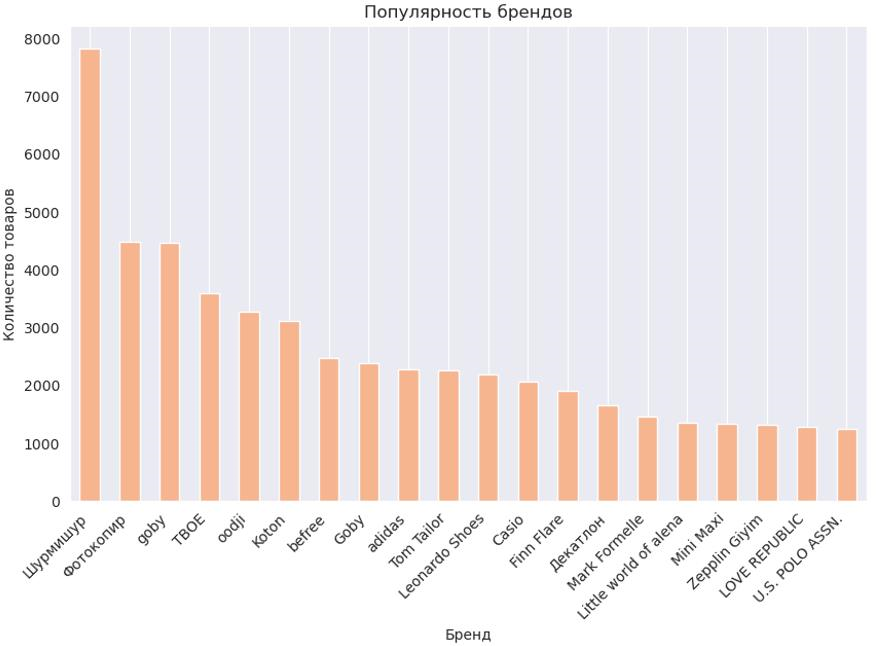 Популярность брендов
Количество товаров
8000
7000
6000
5000
4000
3000
2000
1000
0
Шурмишур
Фотокопир
goby
ТВОЕ
oodji
Koton
befree
Goby
adidas
Tom Tailor
Leonardo Shoes
Casio
Finn Flare
Декатлон
Mark Formelle
Little world of alena
Mini Maxi
Zepplin Giyim
LOVE REPUBLIC
U.S. POLO ASSN.
Бренд